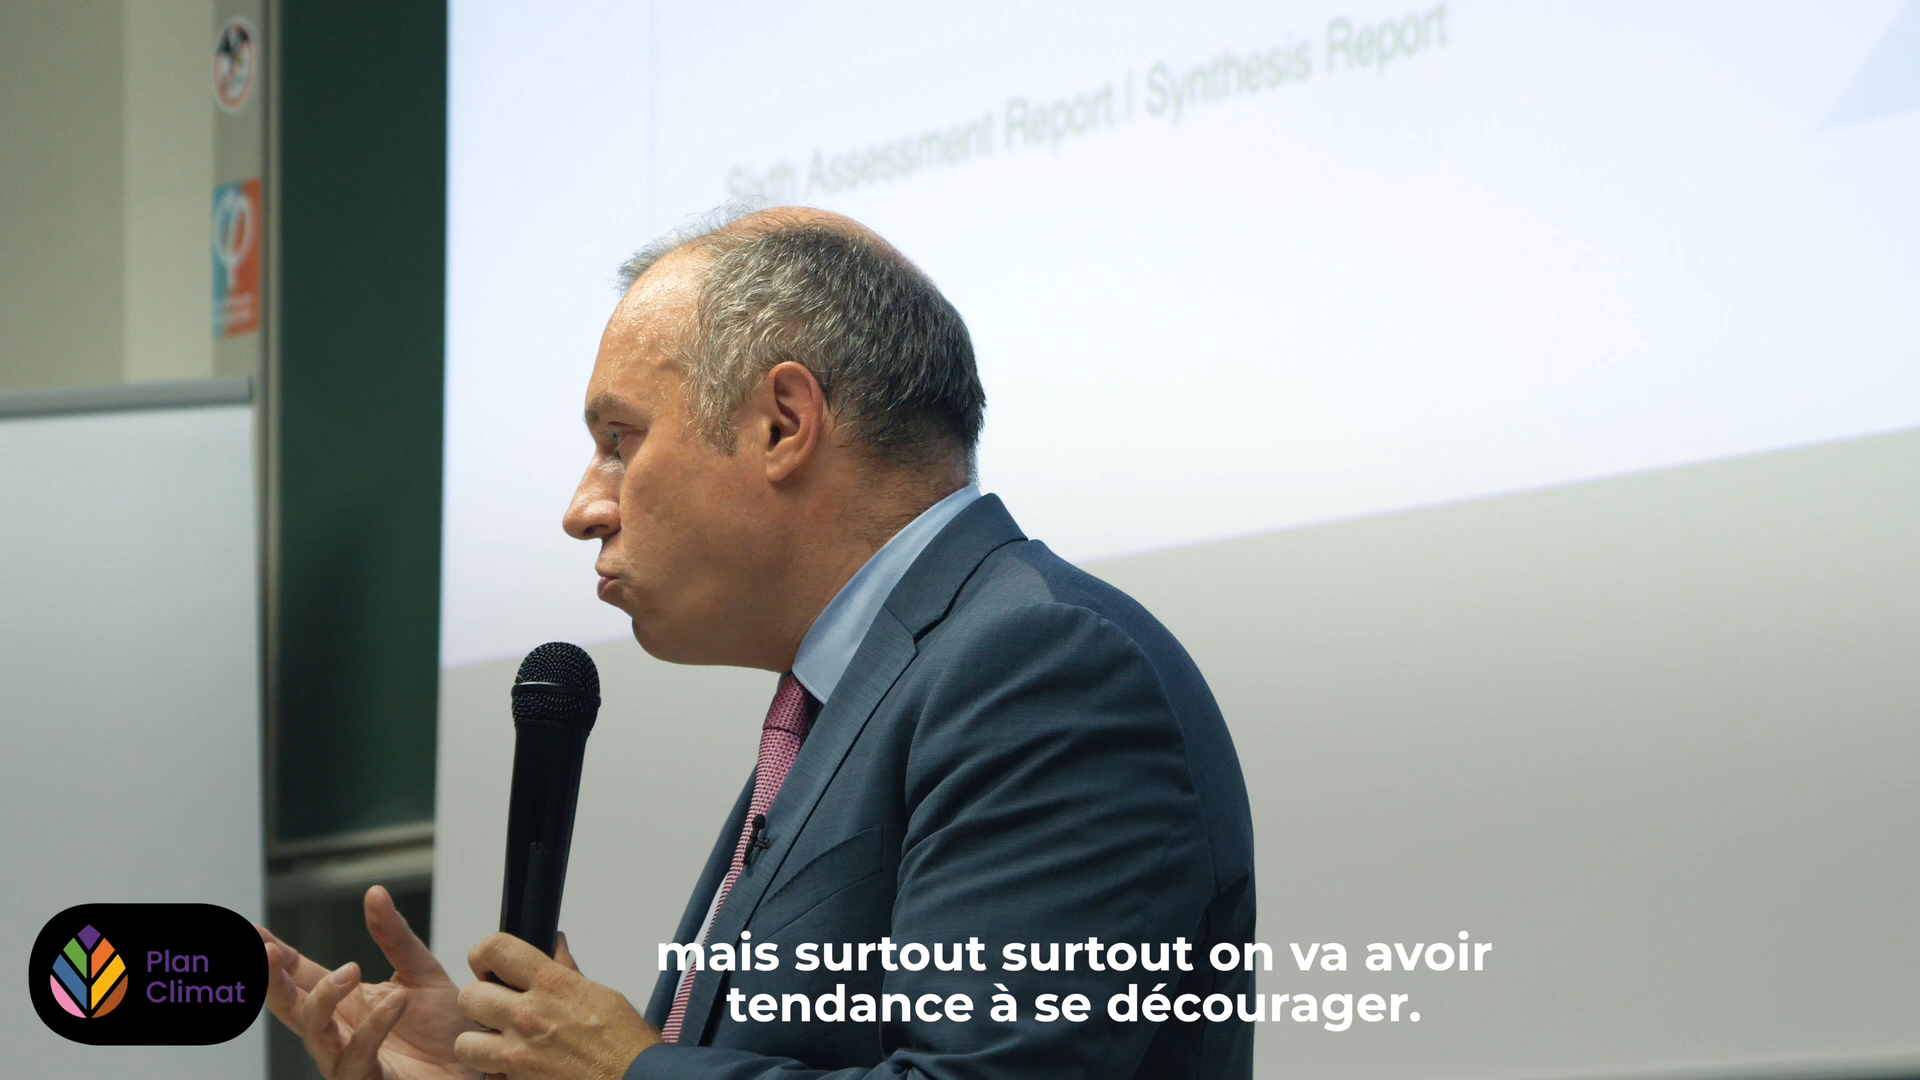 Sixth Assessment Report | Synthesis Report
Plan
Climat
mais surtout surtout on va avoir
tendance à se décourager.